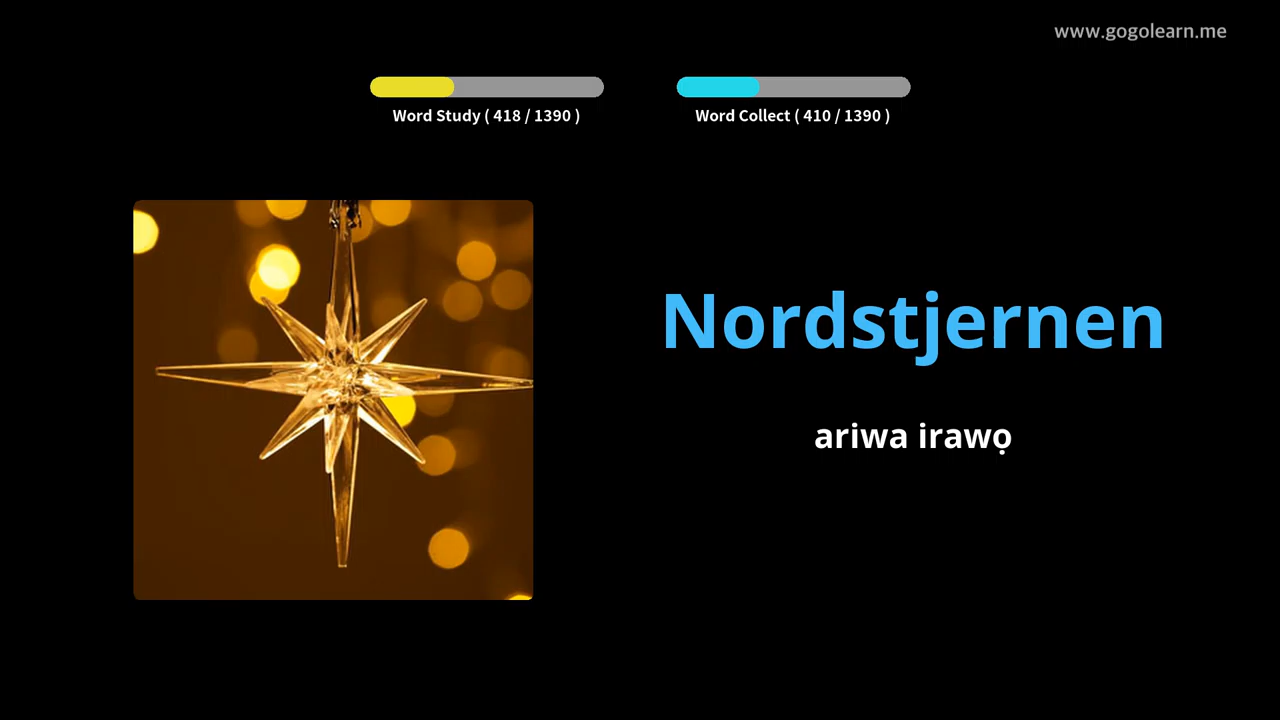 www.gogolearn.me
Word Study ( 418 / 1390 )
Word Collect ( 410 / 1390 )
Nordstjernen
ariwa irawọ